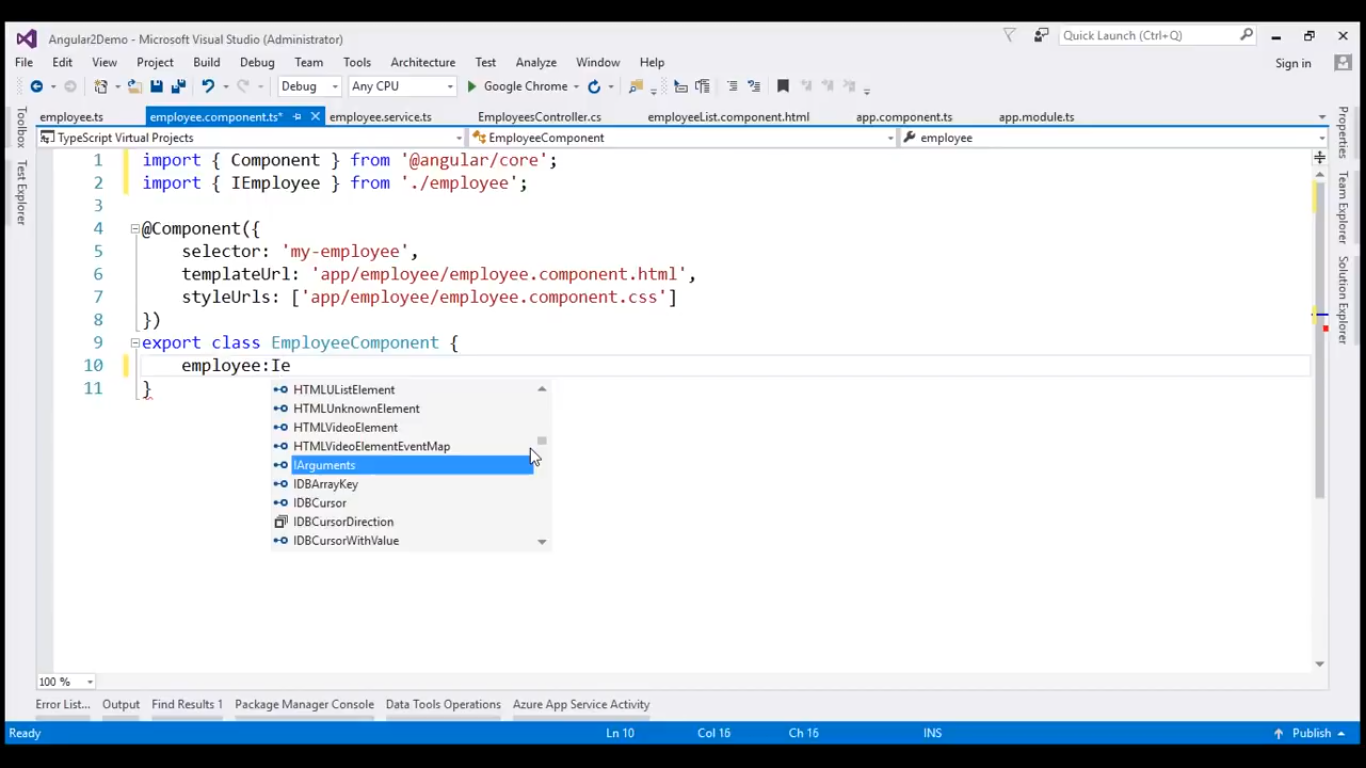 Angular2Demo - Microsoft Visual Studio (Administrator)
Quick Launch (Ctrl+Q)
File Edit View Project Build Debug Team Tools Architecture Test Analyze Window Help
Sign in
Debug Any CPU Google Chrome
Toolbox
Test Explorer
employee.ts employee.component.ts* employee.service.ts EmployeesController.cs employeeList.component.html app.component.ts app.module.ts
TypeScript Virtual Projects EmployeeComponent employee
1 import { Component } from '@angular/core';
2 import { IEmployee } from './employee';
3
4 @Component({
5 selector: 'my-employee',
6 templateUrl: 'app/employee/employee.component.html',
7 styleUrls: ['app/employee/employee.component.css']
8 })
9 export class EmployeeComponent {
10 employee:Ie
11 }
HTMLUListElement
HTMLUnknownElement
HTMLVideoElement
HTMLVideoElementEventMap
IArguments
IDBArrayKey
IDBCursor
IDBCursorDirection
IDBCursorWithValue
Properties
Team Explorer
Solution Explorer
100 %
Error List... Output Find Results 1 Package Manager Console Data Tools Operations Azure App Service Activity
Ready Ln 10 Col 16 Ch 16 INS Publish